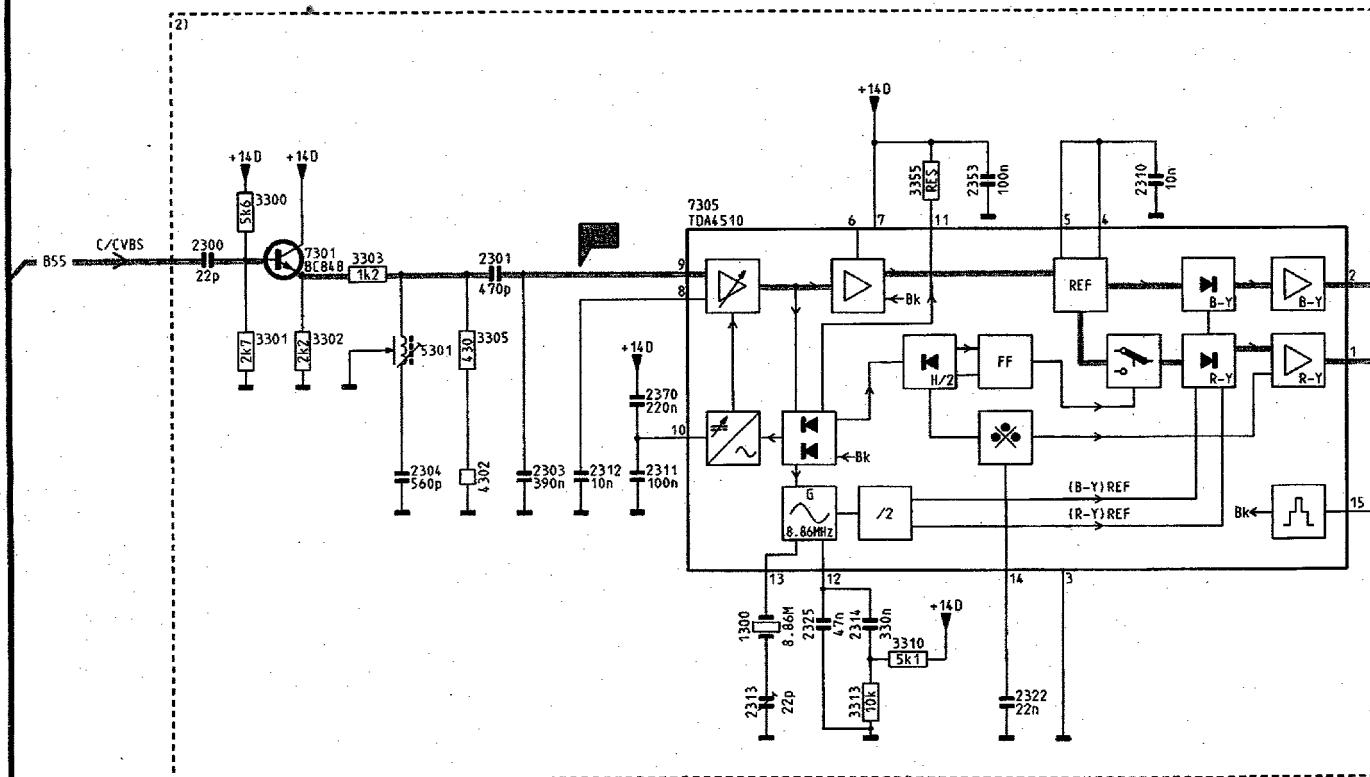 2)
+14D
+14D
+14D
3300
5k6
C/CVBS
B55
2300
22p
7301
BC848
3303
1k2
2301
470p
3301
2k7
3302
2k2
5301
3305
430
4302
2304
560p
2303
390n
2312
10n
+14D
2370
220n
2311
100n
3355
RES
2353
100n
2310
10n
7305
TDA4510
6
7
11
5
4
9
8
10
Bk
REF
B-Y
B-Y
2
R-Y
R-Y
1
H/2
FF
Bk
G
8.86MHz
/2
(B-Y)REF
(R-Y)REF
Bk
15
13
12
14
3
1300
8.86M
2313
22p
2325
47n
2314
330n
+14D
3310
5k1
3313
10k
2322
22n